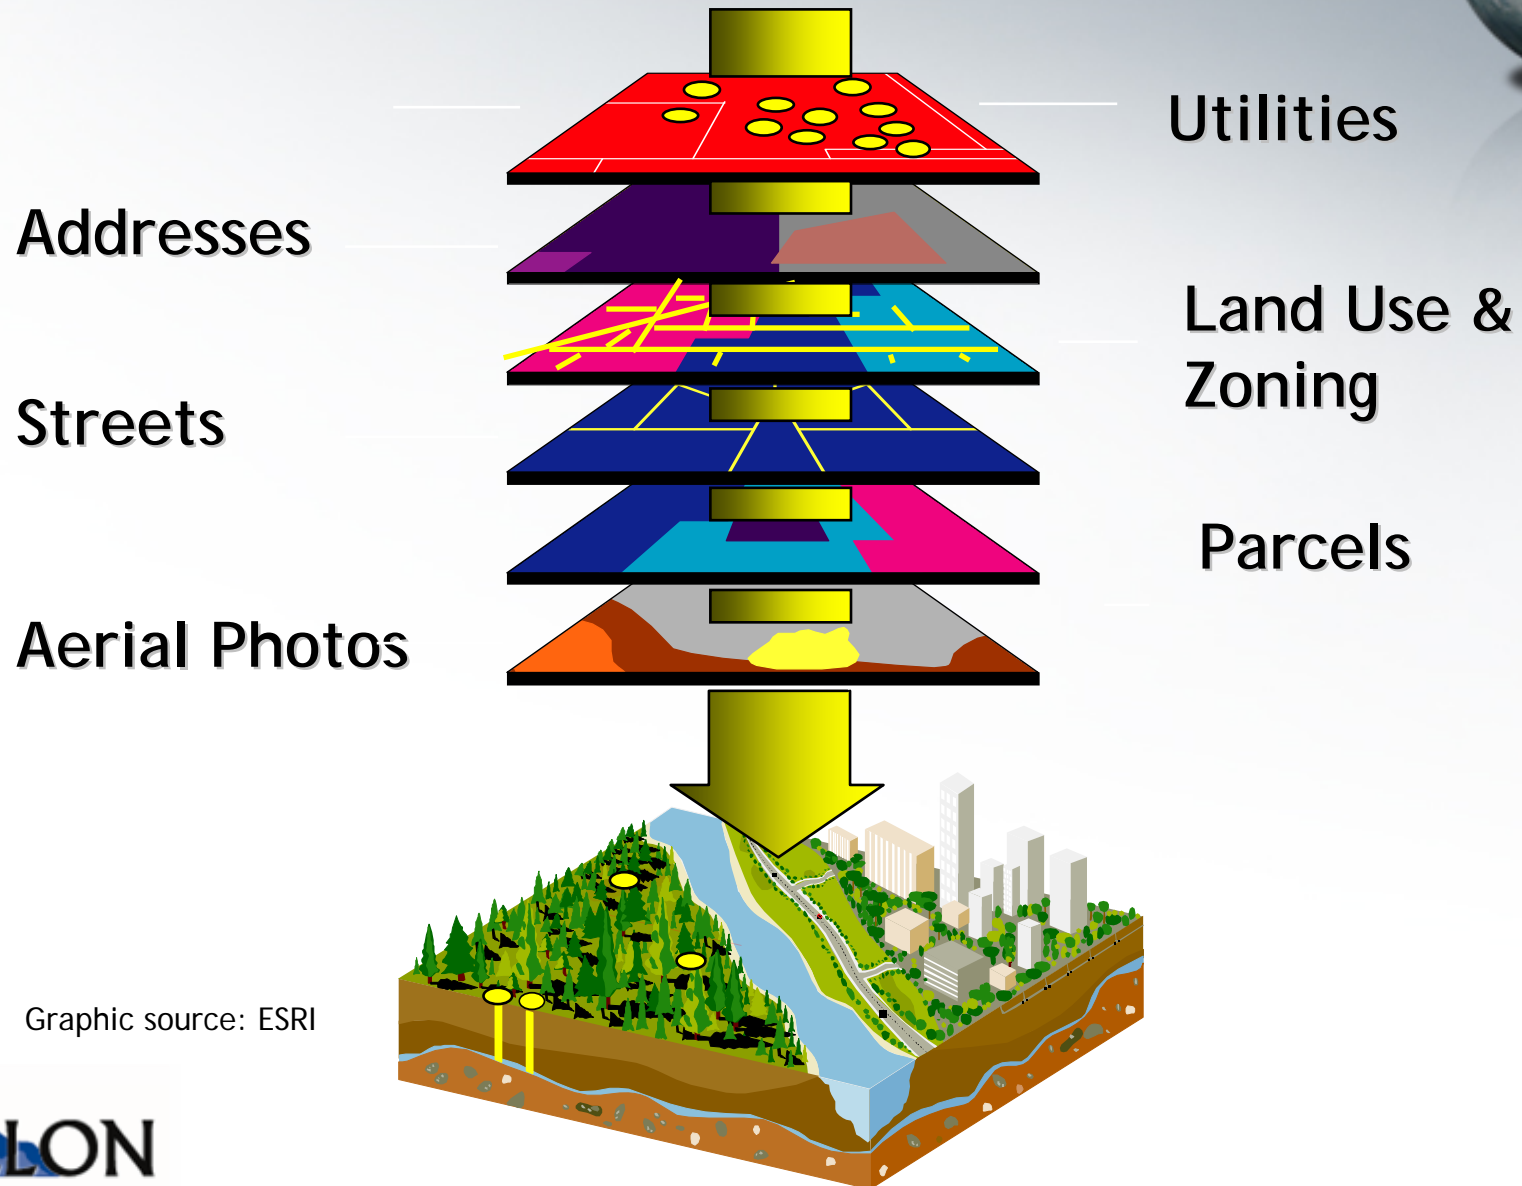 Utilities
Addresses
Land Use &
Zoning
Streets
Parcels
Aerial Photos
Graphic source: ESRI
LON